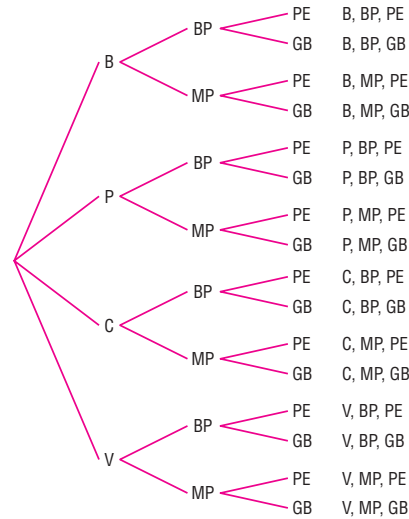 PE B, BP, PE
BP
GB B, BP, GB
B
PE B, MP, PE
MP
GB B, MP, GB
PE P, BP, PE
BP
GB P, BP, GB
P
PE P, MP, PE
MP
GB P, MP, GB
PE C, BP, PE
BP
GB C, BP, GB
C
PE C, MP, PE
MP
GB C, MP, GB
PE V, BP, PE
BP
GB V, BP, GB
V
PE V, MP, PE
MP
GB V, MP, GB